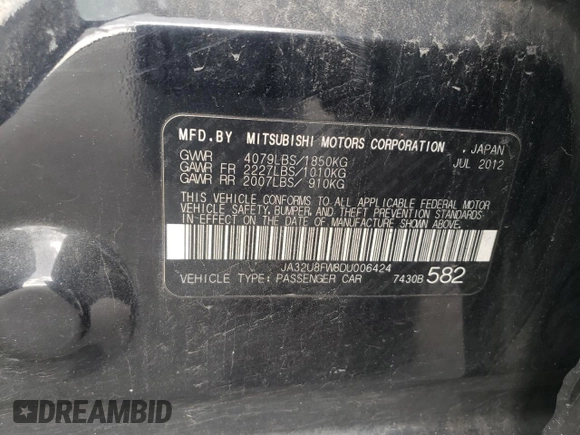 MFD.BY MITSUBISHI MOTORS CORPORATION , JAPAN
GVWR 4079LBS/1850KG JUL 2012
GAWR FR 2227LBS/1010KG
GAWR RR 2007LBS/ 910KG
THIS VEHICLE CONFORMS TO ALL APPLICABLE FEDERAL MOTOR
VEHICLE SAFETY, BUMPER, AND THEFT PREVENTION STANDARDS
IN EFFECT ON THE DATE OF MANUFACTURE SHOWN ABOVE.
JA32U8FW8DU006424
VEHICLE TYPE: PASSENGER CAR 7430B 582
DREAMBID